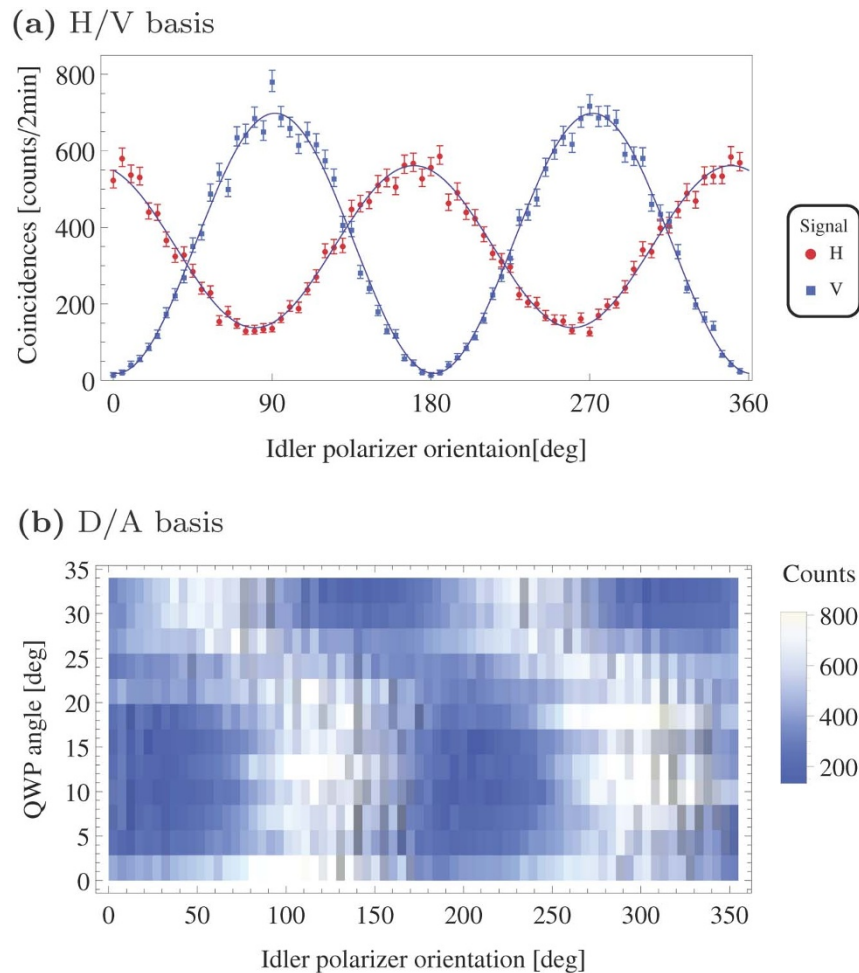 (a) H/V basis
Coincidences [counts/2min]
800
600
400
200
0
0 90 180 270 360
Idler polarizer orientaion[deg]
Signal
H
V
(b) D/A basis
QWP angle [deg]
35
30
25
20
15
10
5
0
0 50 100 150 200 250 300 350
Idler polarizer orientation [deg]
Counts
800
600
400
200